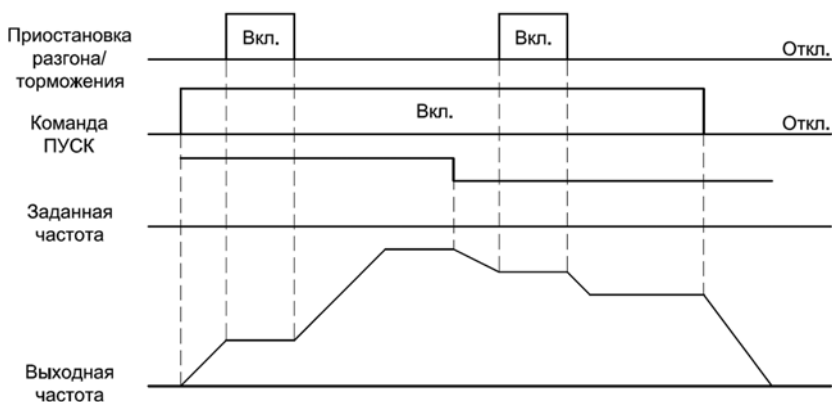 Приостановка
разгона/
торможения
Вкл.
Вкл.
Откл.
Команда
ПУСК
Вкл.
Откл.
Заданная
частота
Выходная
частота